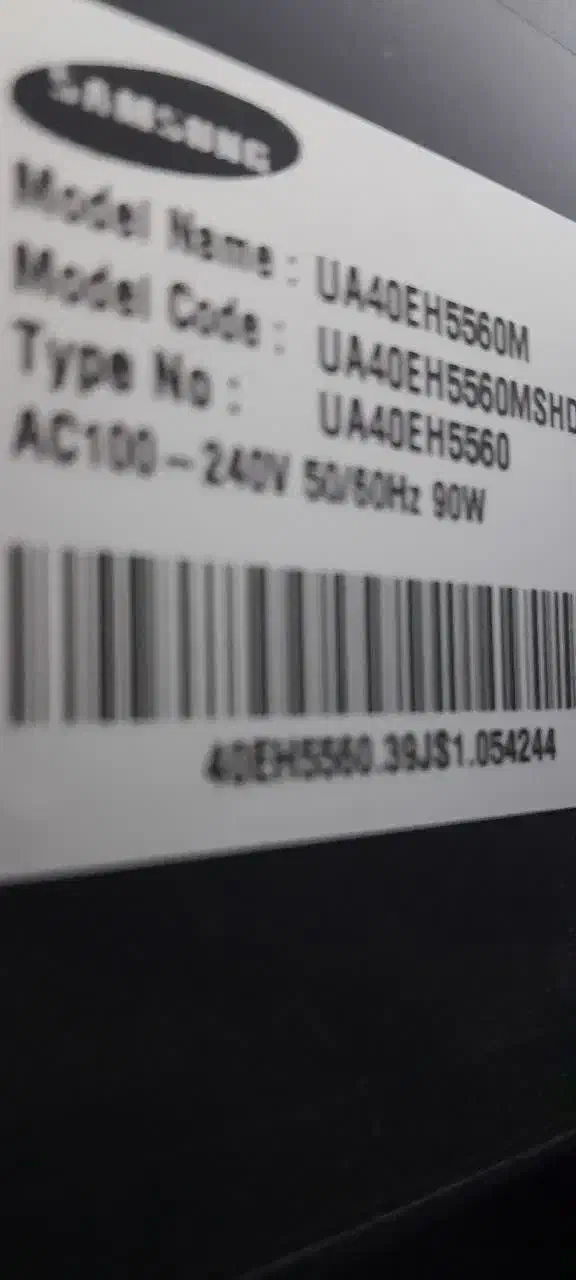 SAMSUNG
Model Name : UA40EH5560M
Model Code : UA40EH5560MSHD
Type No : UA40EH5560
AC100 - 240V 50/60Hz 90W
40EH5560.39JS1.054244